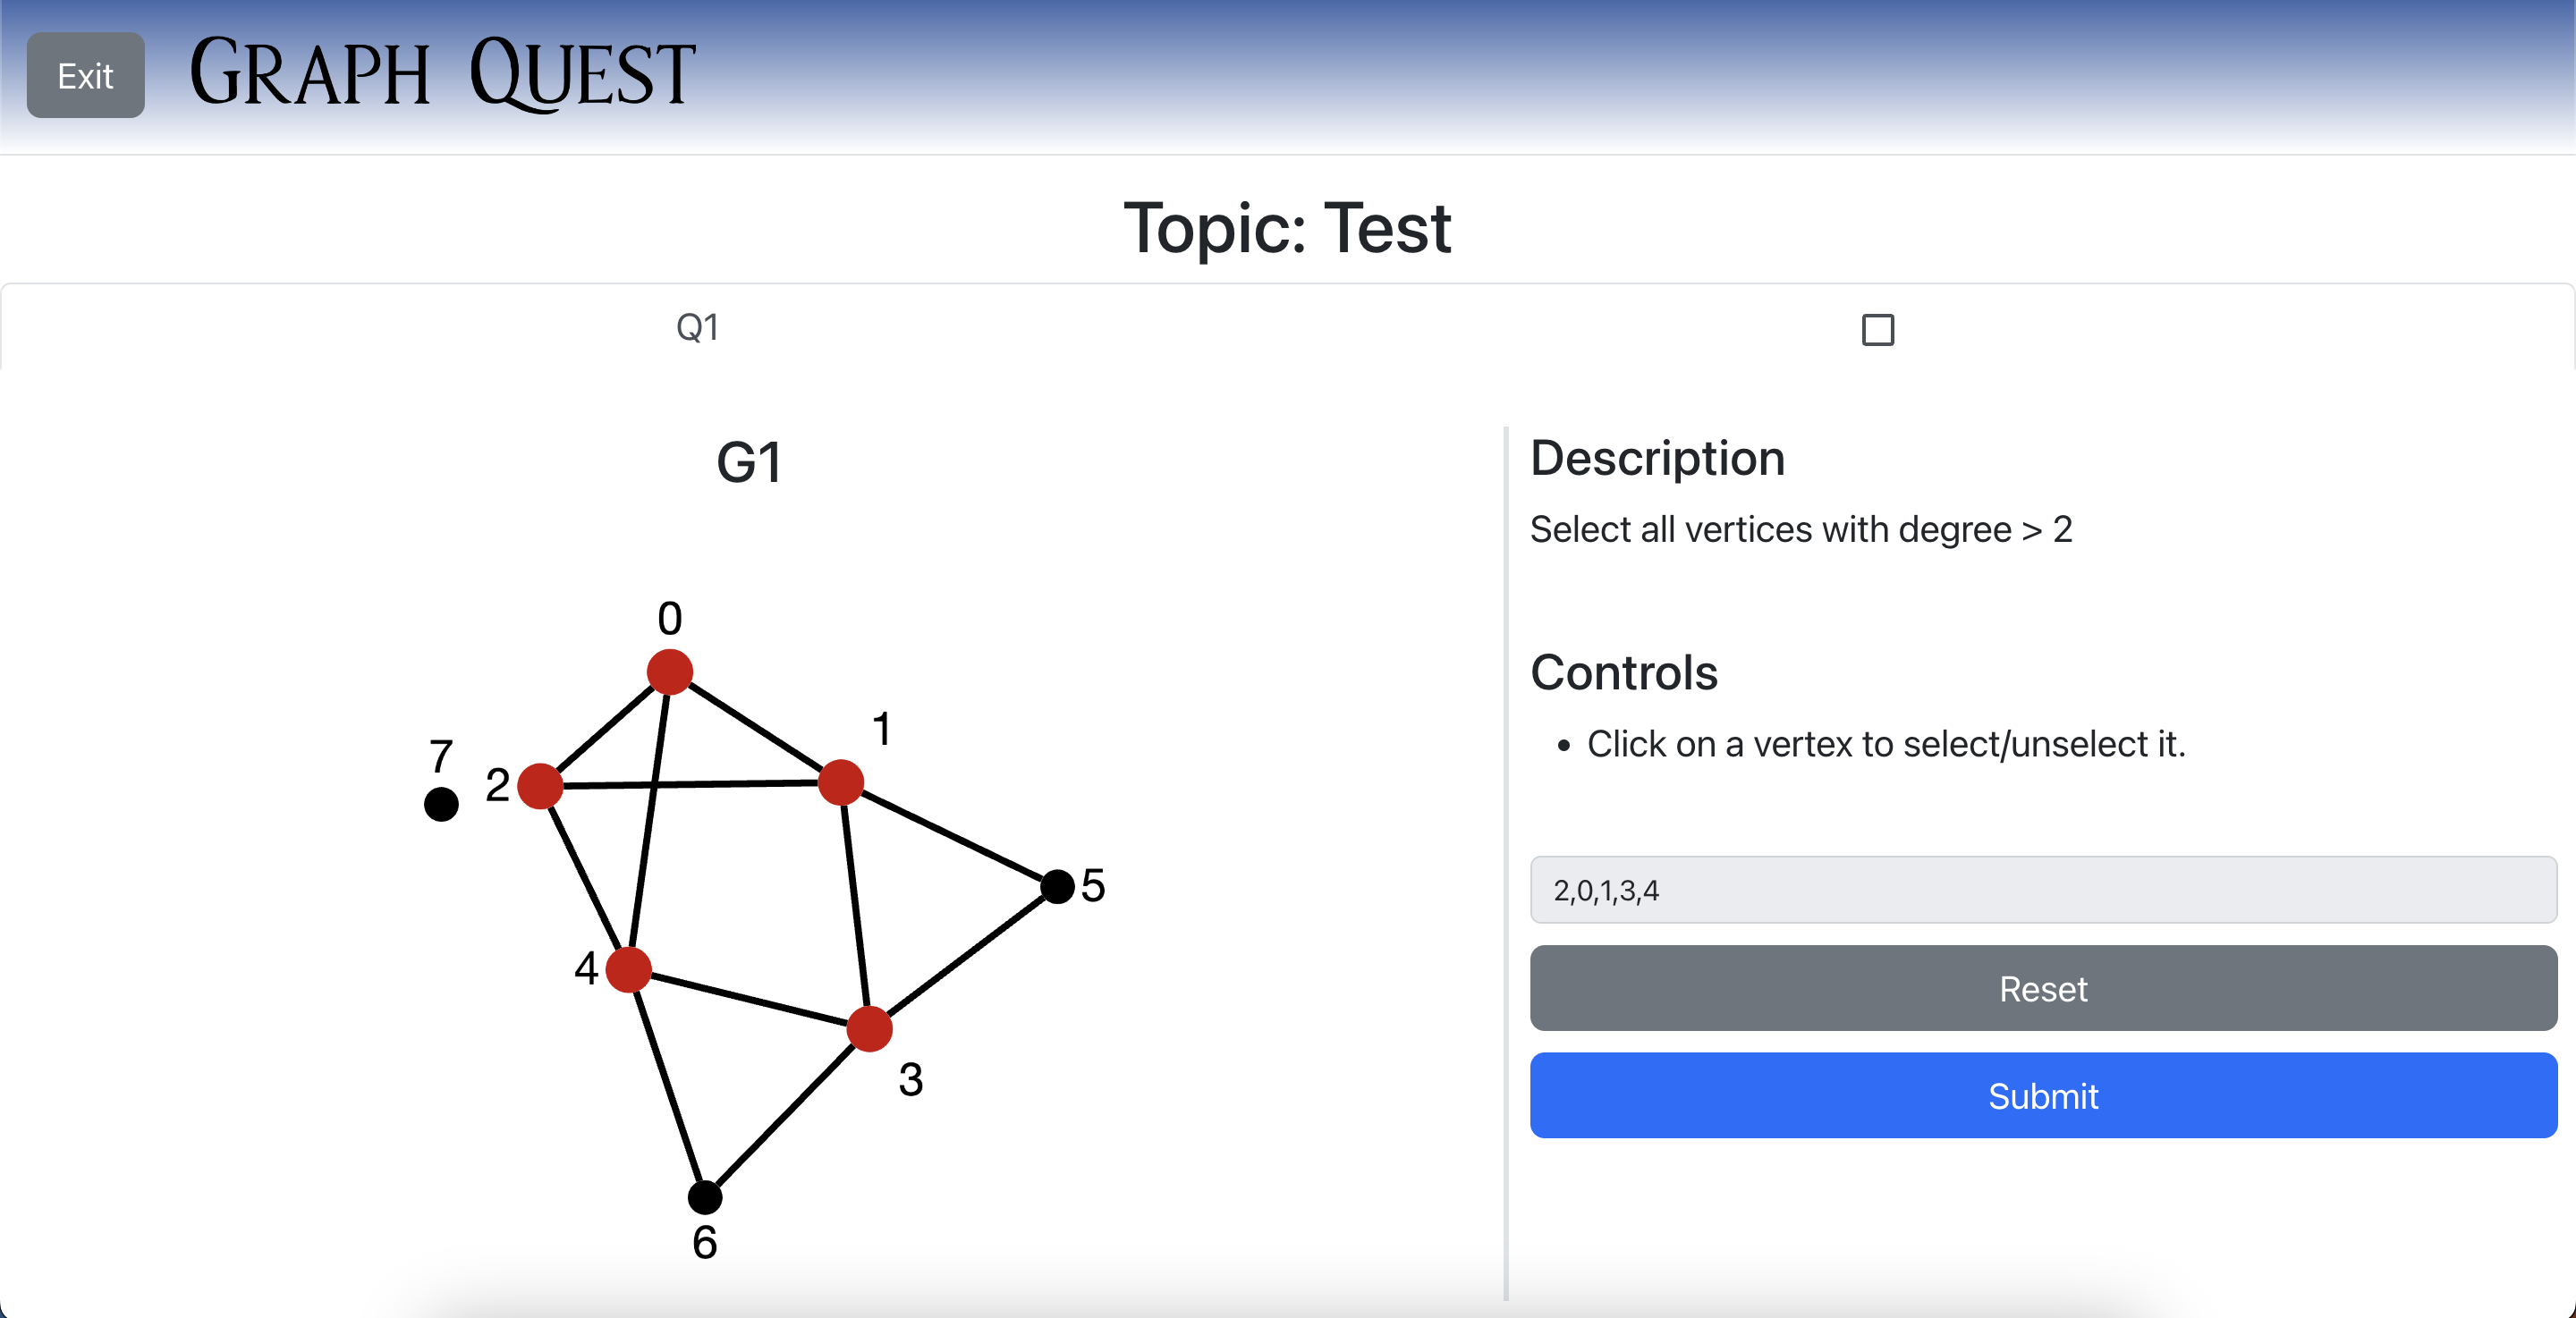 Exit
GRAPH QUEST
Topic: Test
Q1
G1
0
1
7
2
5
4
3
6
Description
Select all vertices with degree > 2
Controls
• Click on a vertex to select/unselect it.
2,0,1,3,4
Reset
Submit